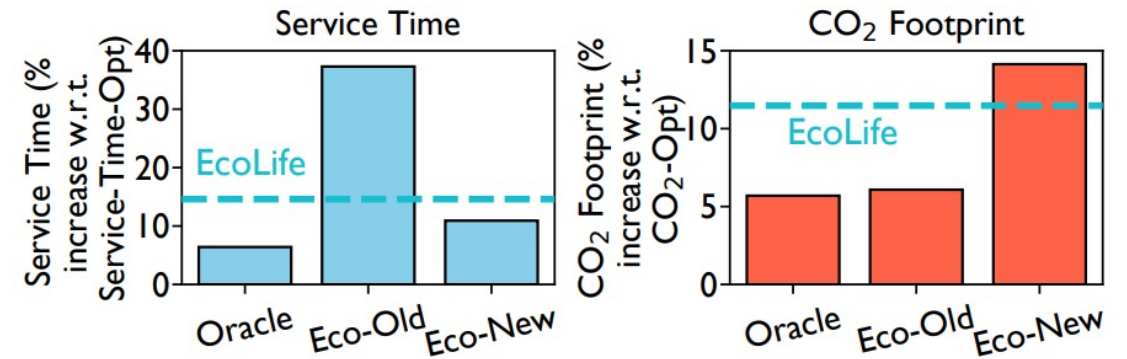 Service Time
Service Time (%
increase w.r.t.
Service-Time-Opt)
40
30
20
10
0
EcoLife
Oracle
Eco-Old
Eco-New
CO₂ Footprint
CO₂ Footprint (%
increase w.r.t.
CO₂-Opt)
15
10
5
0
EcoLife
Oracle
Eco-Old
Eco-New